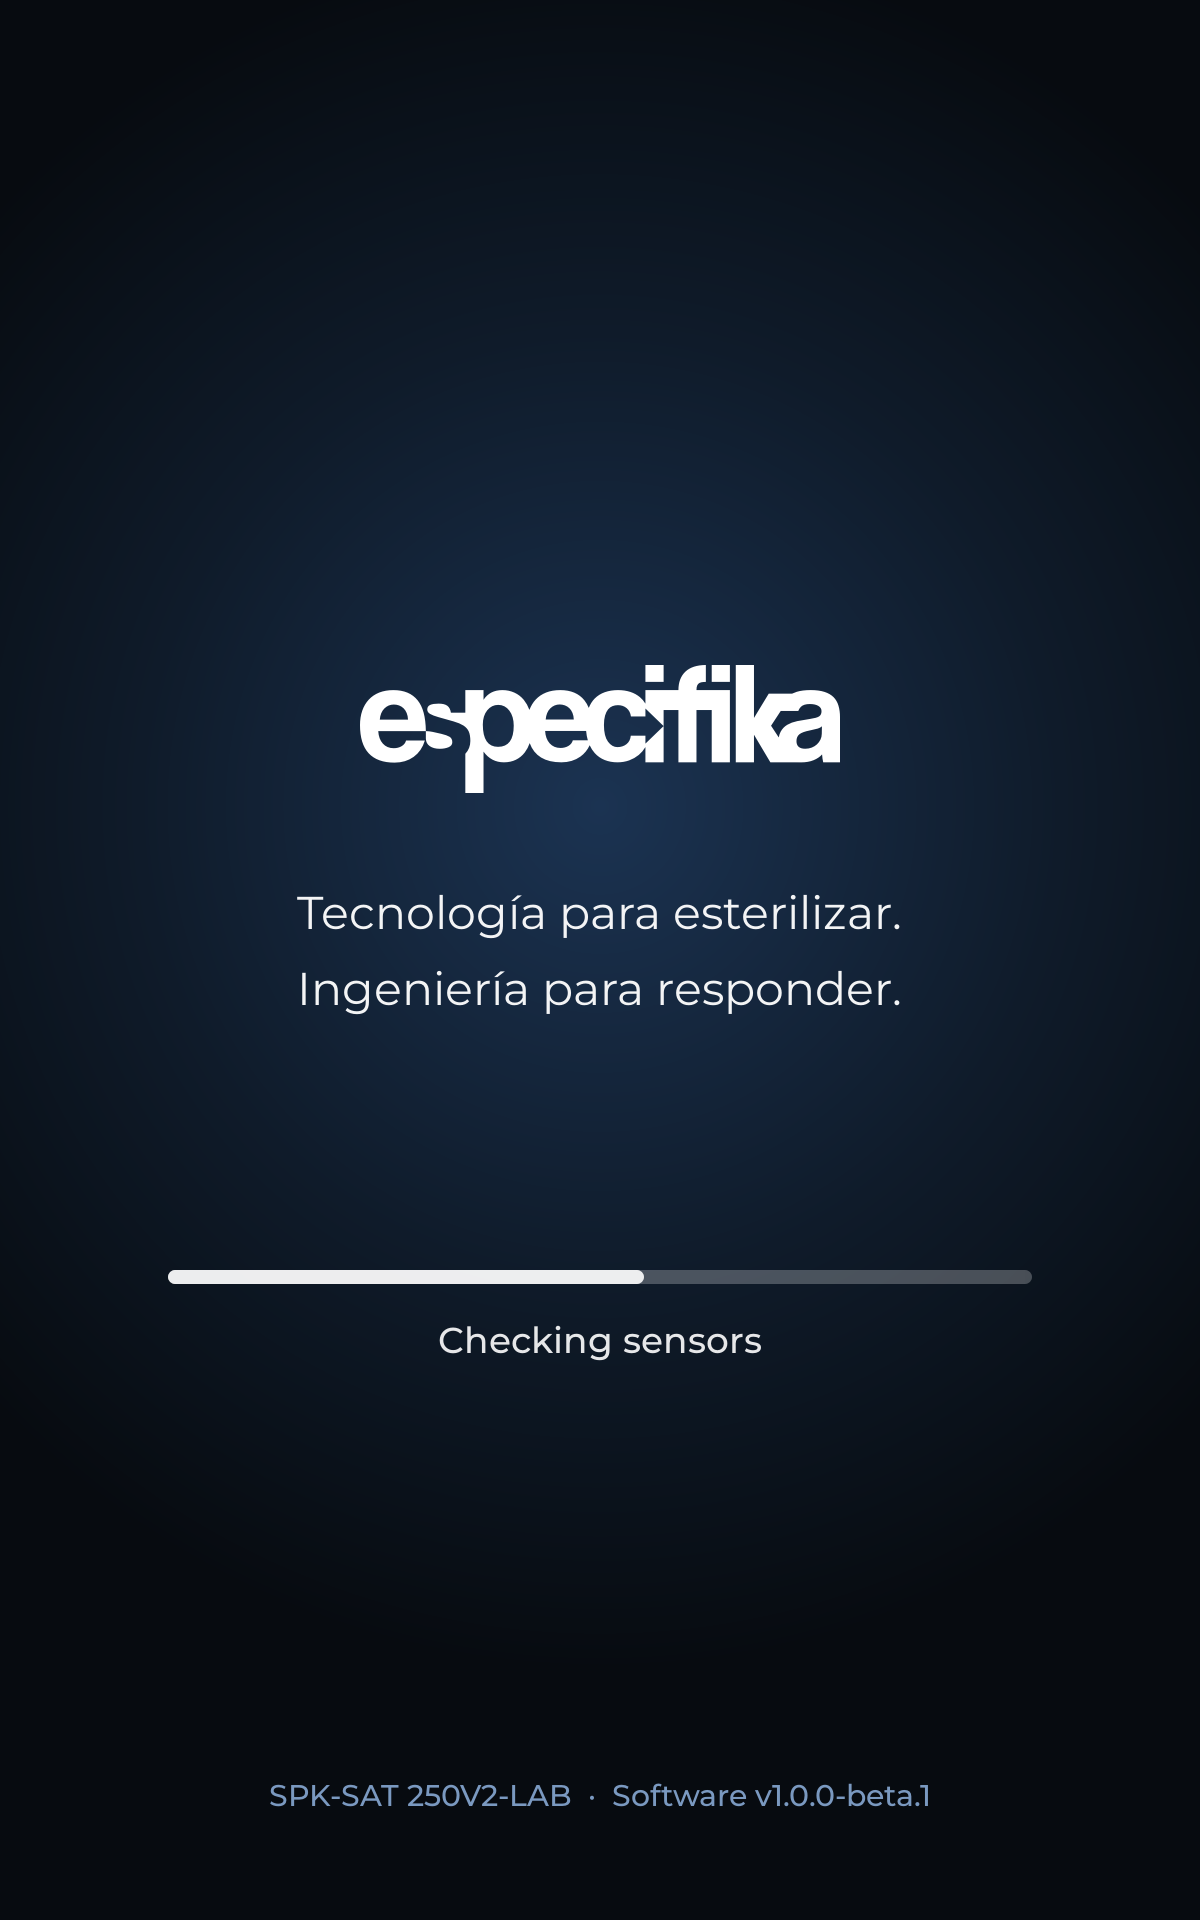 especifika
Tecnología para esterilizar.
Ingeniería para responder.
Checking sensors
SPK-SAT 250V2-LAB · Software v1.0.0-beta.1